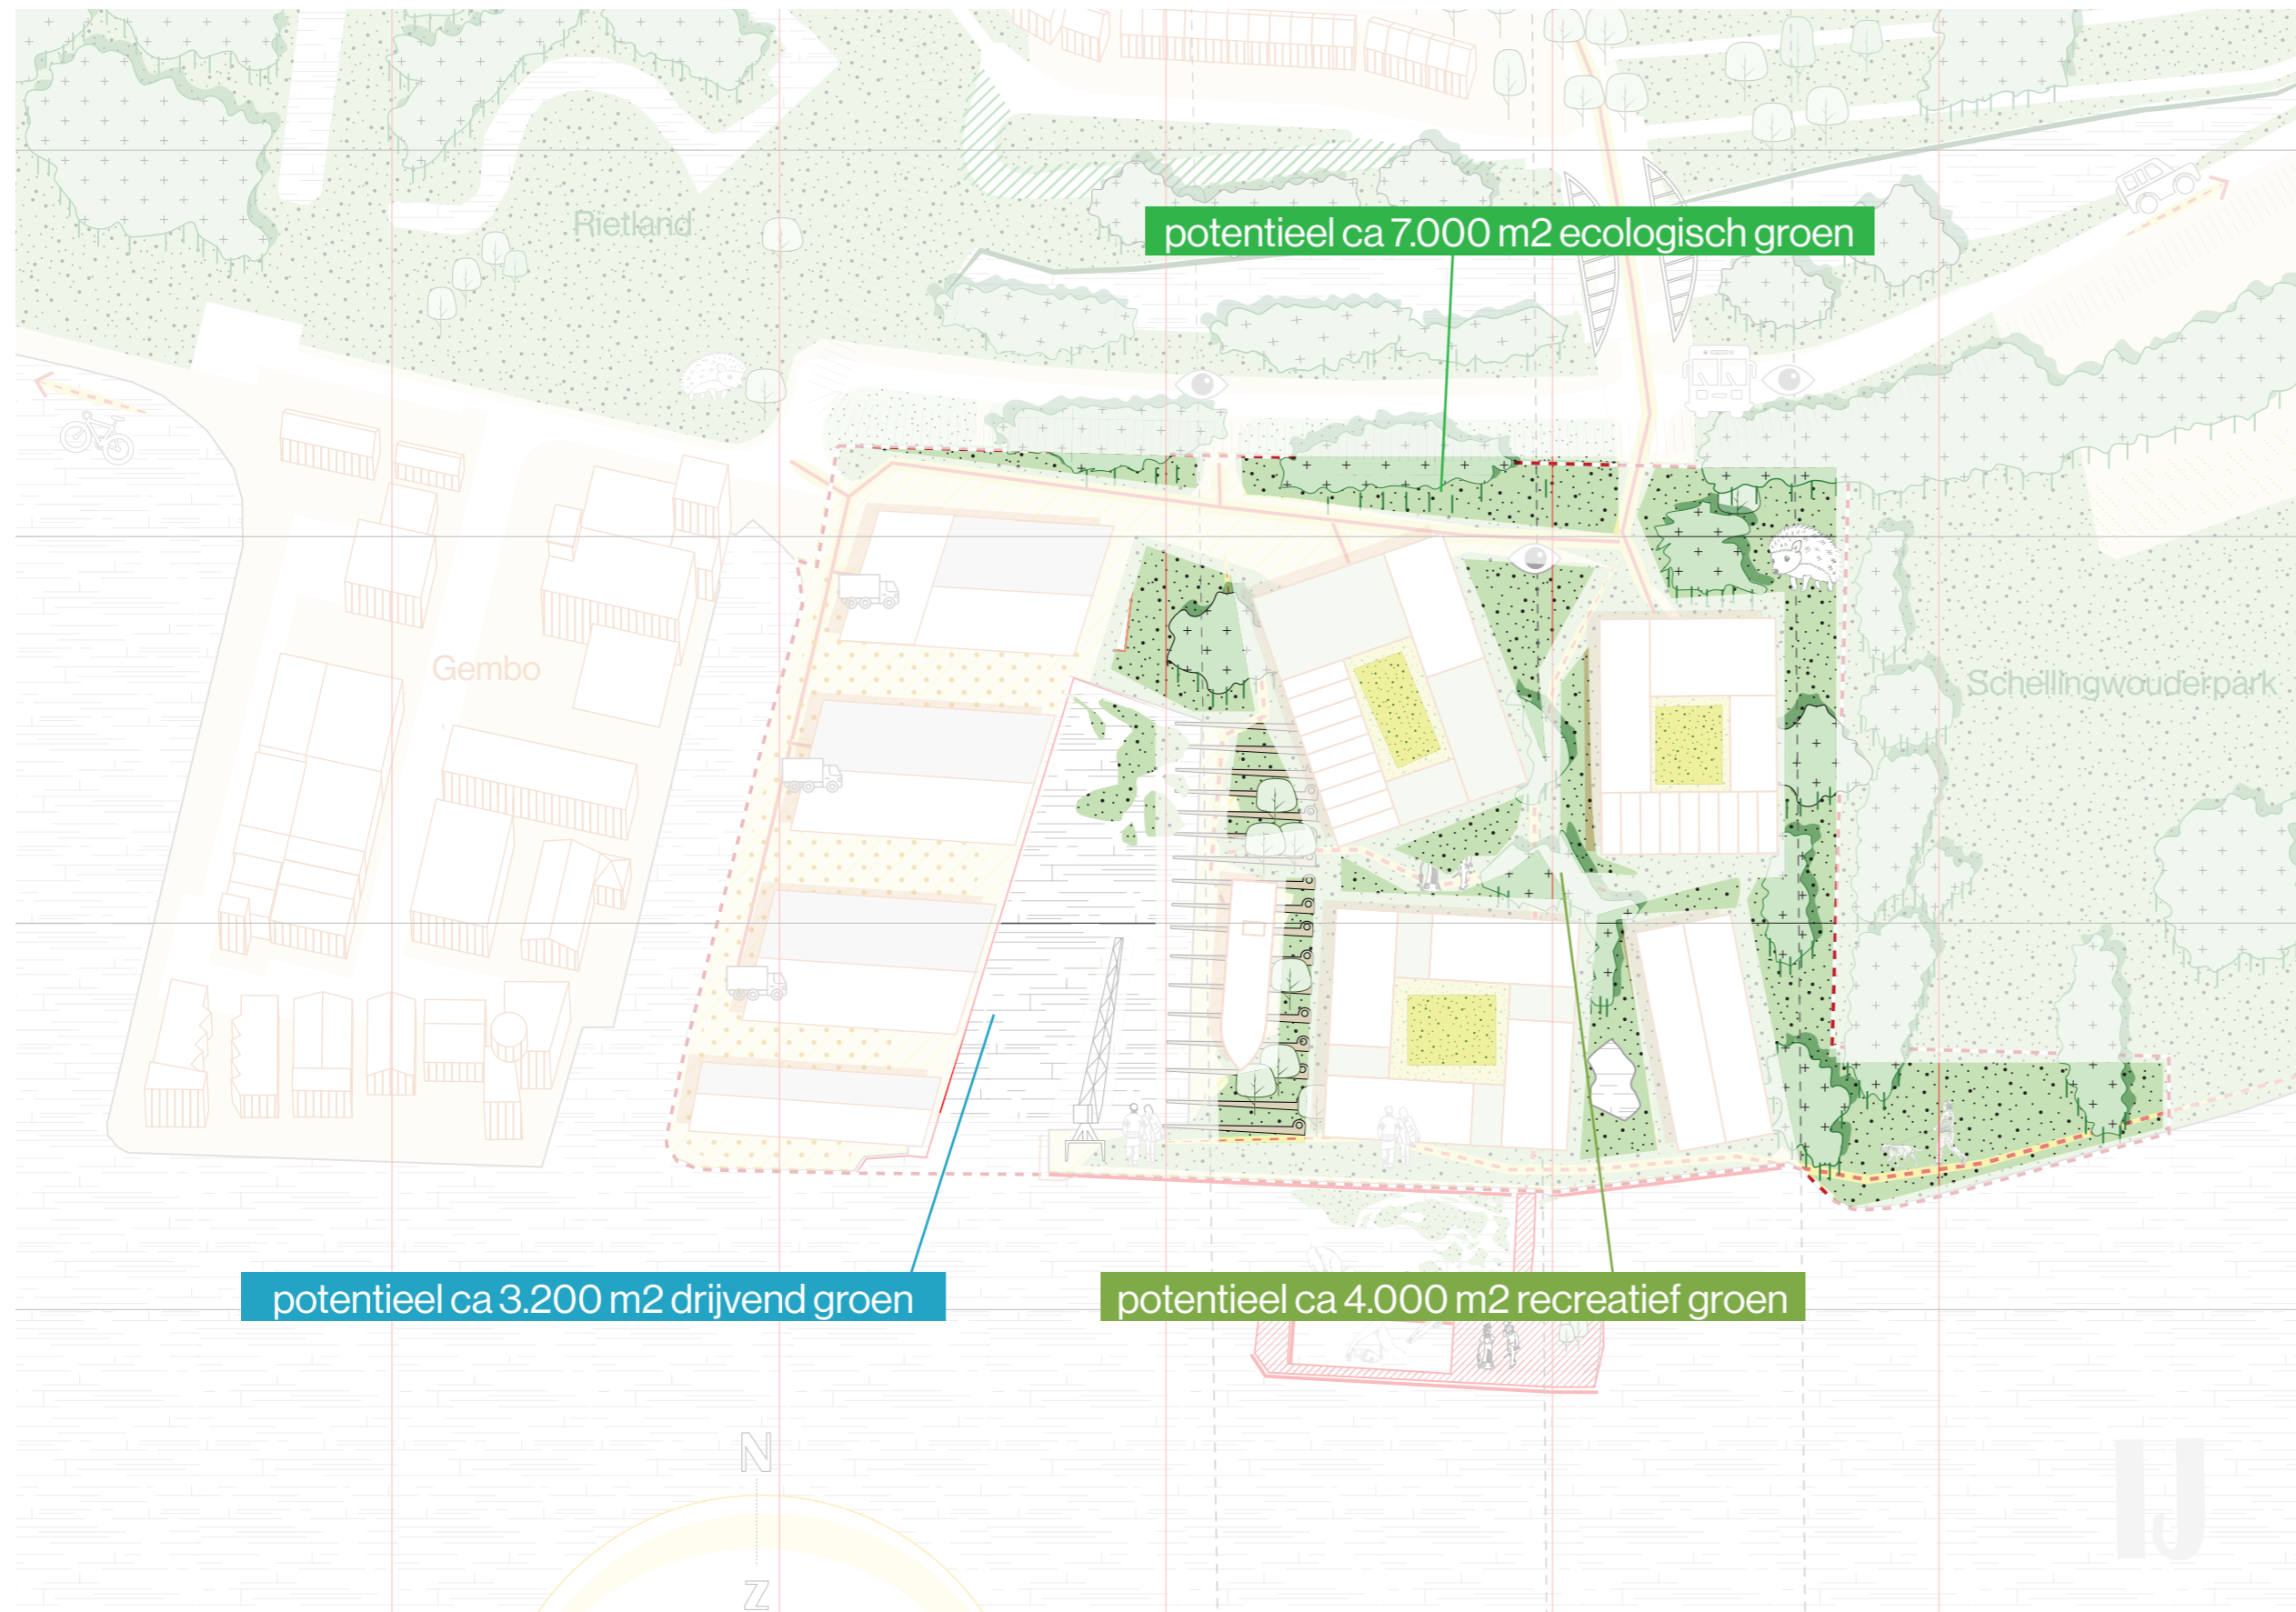 Rietland
potentieel ca 7.000 m2 ecologisch groen
Gembo
Schellingwouderpark
potentieel ca 3.200 m2 drijvend groen
potentieel ca 4.000 m2 recreatief groen
N
Z
IJ